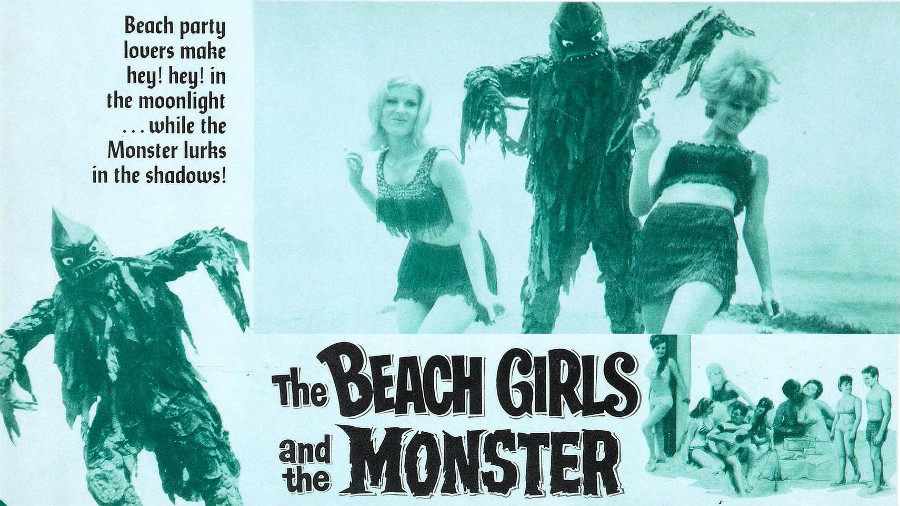 Beach party
lovers make
hey! hey! in
the moonlight
...while the
Monster lurks
in the shadows!
The BEACH GIRLS
and the MONSTER